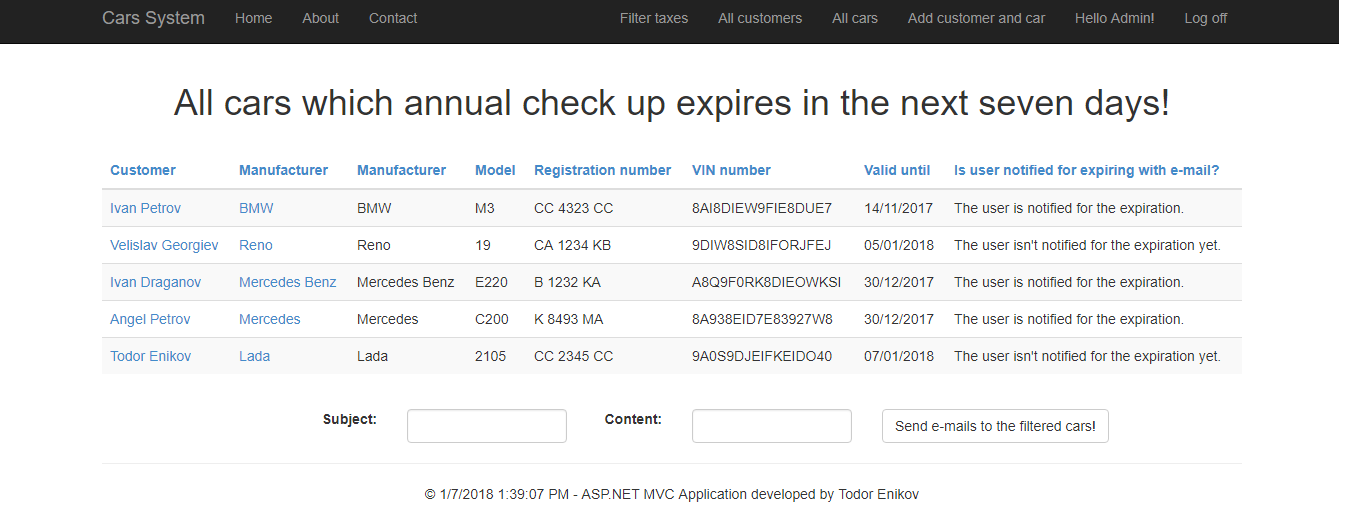 Cars System Home About Contact Filter taxes All customers All cars Add customer and car Hello Admin! Log off
All cars which annual check up expires in the next seven days!
Customer Manufacturer Manufacturer Model Registration number VIN number Valid until Is user notified for expiring with e-mail?
Ivan Petrov BMW BMW M3 CC 4323 CC 8AI8DIEW9FIE8DUE7 14/11/2017 The user is notified for the expiration.
Velislav Georgiev Reno Reno 19 CA 1234 KB 9DIW8SID8IFORJFEJ 05/01/2018 The user isn't notified for the expiration yet.
Ivan Draganov Mercedes Benz Mercedes Benz E220 B 1232 KA A8Q9F0RK8DIEOWKSI 30/12/2017 The user is notified for the expiration.
Angel Petrov Mercedes Mercedes C200 K 8493 MA 8A938EID7E83927W8 30/12/2017 The user is notified for the expiration.
Todor Enikov Lada Lada 2105 CC 2345 CC 9A0S9DJEIFKEIDO40 07/01/2018 The user isn't notified for the expiration yet.
Subject: Content: Send e-mails to the filtered cars!
© 1/7/2018 1:39:07 PM - ASP.NET MVC Application developed by Todor Enikov